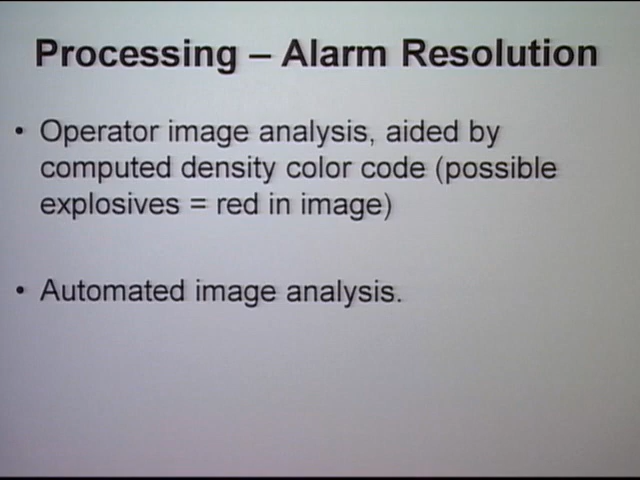 Processing – Alarm Resolution
• Operator image analysis, aided by
computed density color code (possible
explosives = red in image)
• Automated image analysis.